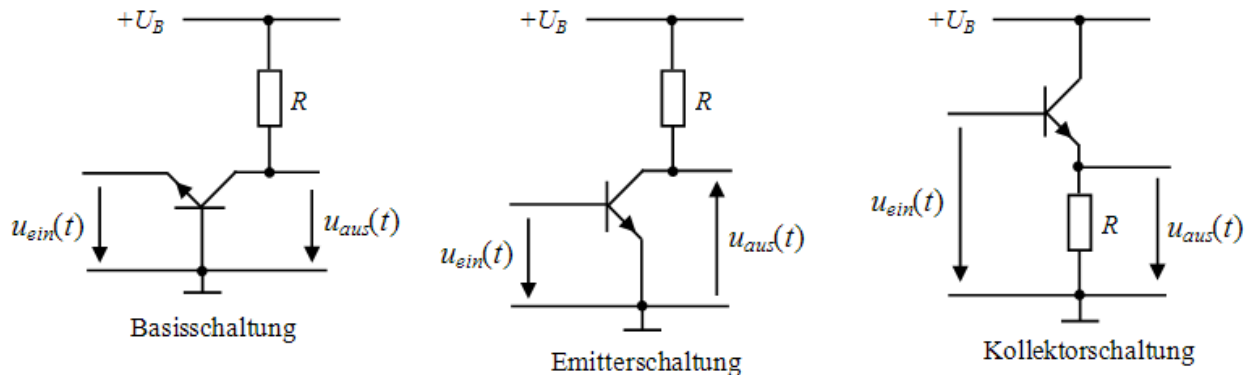 +U_B
R
u_ein(t)
u_aus(t)
Basisschaltung
+U_B
R
u_ein(t)
u_aus(t)
Emitterschaltung
+U_B
u_ein(t)
R
u_aus(t)
Kollektorschaltung